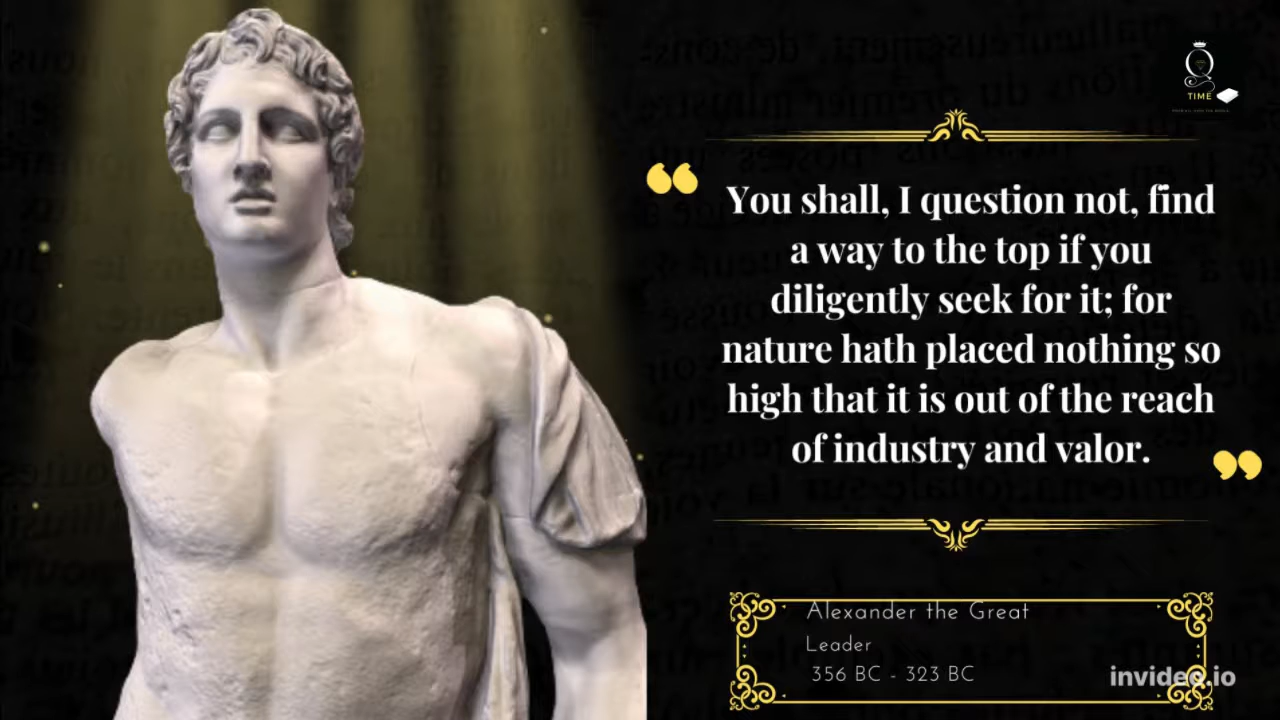 Q
TIME
You shall, I question not, find
a way to the top if you
diligently seek for it; for
nature hath placed nothing so
high that it is out of the reach
of industry and valor.
Alexander the Great
Leader
356 BC - 323 BC
invideo.io